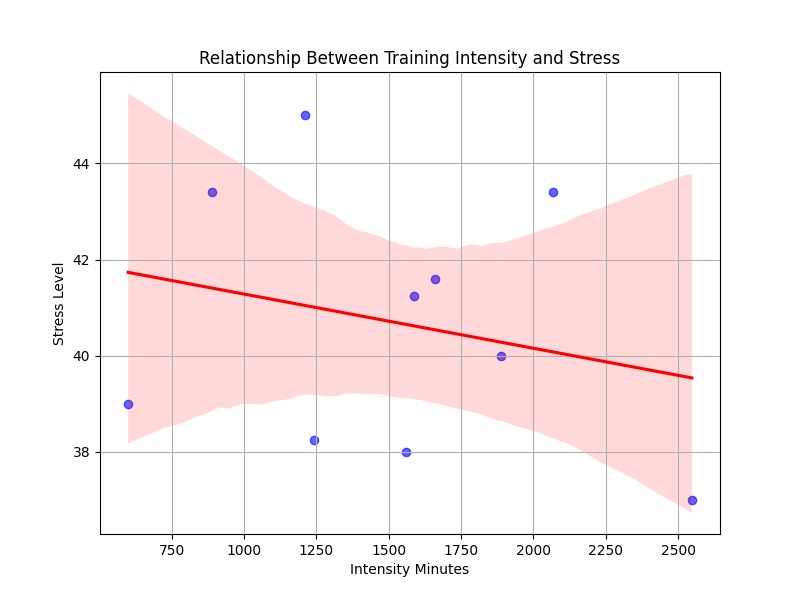 Relationship Between Training Intensity and Stress
Stress Level
44
42
40
38
750 1000 1250 1500 1750 2000 2250 2500
Intensity Minutes